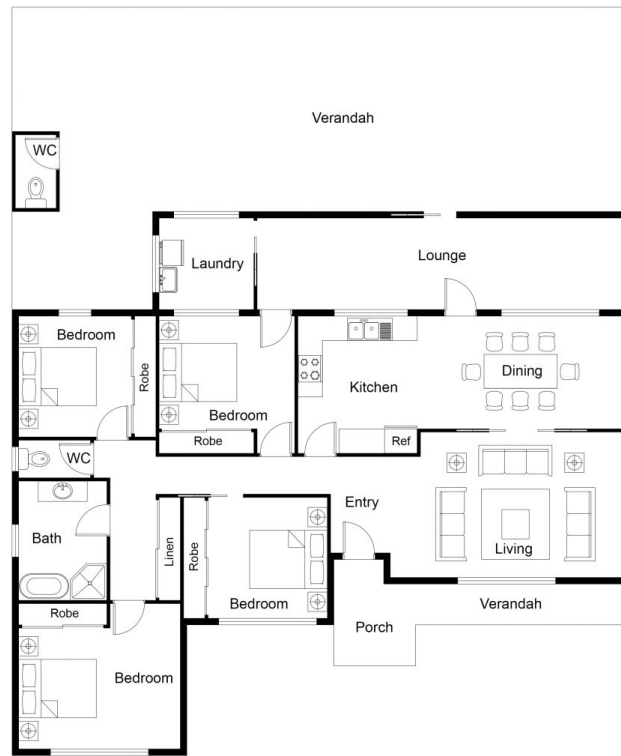 Verandah
WC
Laundry
Lounge
Bedroom
Robe
Bedroom
Robe
Kitchen
Ref
Dining
WC
Bath
Linen
Robe
Bedroom
Entry
Living
Robe
Bedroom
Porch
Verandah